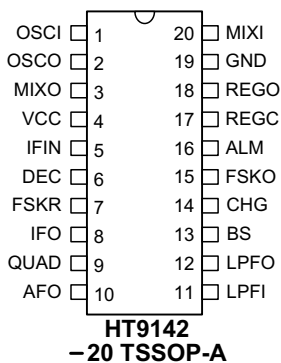 OSCI 1 20 MIXI
OSCO 2 19 GND
MIXO 3 18 REGO
VCC 4 17 REGC
IFIN 5 16 ALM
DEC 6 15 FSKO
FSKR 7 14 CHG
IFO 8 13 BS
QUAD 9 12 LPFO
AFO 10 11 LPFI
HT9142
–20 TSSOP-A